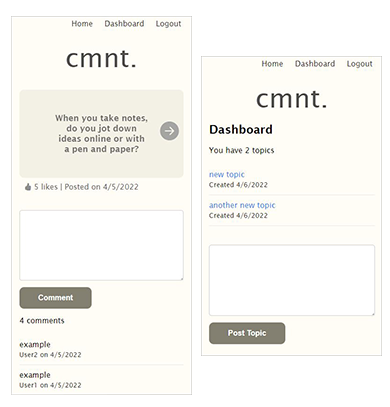 Home Dashboard Logout
cmnt.
When you take notes,
do you jot down
ideas online or with
a pen and paper?
5 likes | Posted on 4/5/2022
Comment
4 comments
example
User2 on 4/5/2022
example
User1 on 4/5/2022
Home Dashboard Logout
cmnt.
Dashboard
You have 2 topics
new topic
Created 4/6/2022
another new topic
Created 4/6/2022
Post Topic